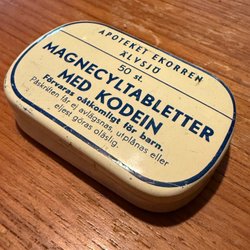 APOTEKET EKORREN
ÄLVSJÖ
50 st.
MAGNECYLTABLETTER
MED KODEIN
Förvaras oåtkomligt för barn.
Påskriften får ej avlägsnas, utplånas eller
eljest göras oläslig.